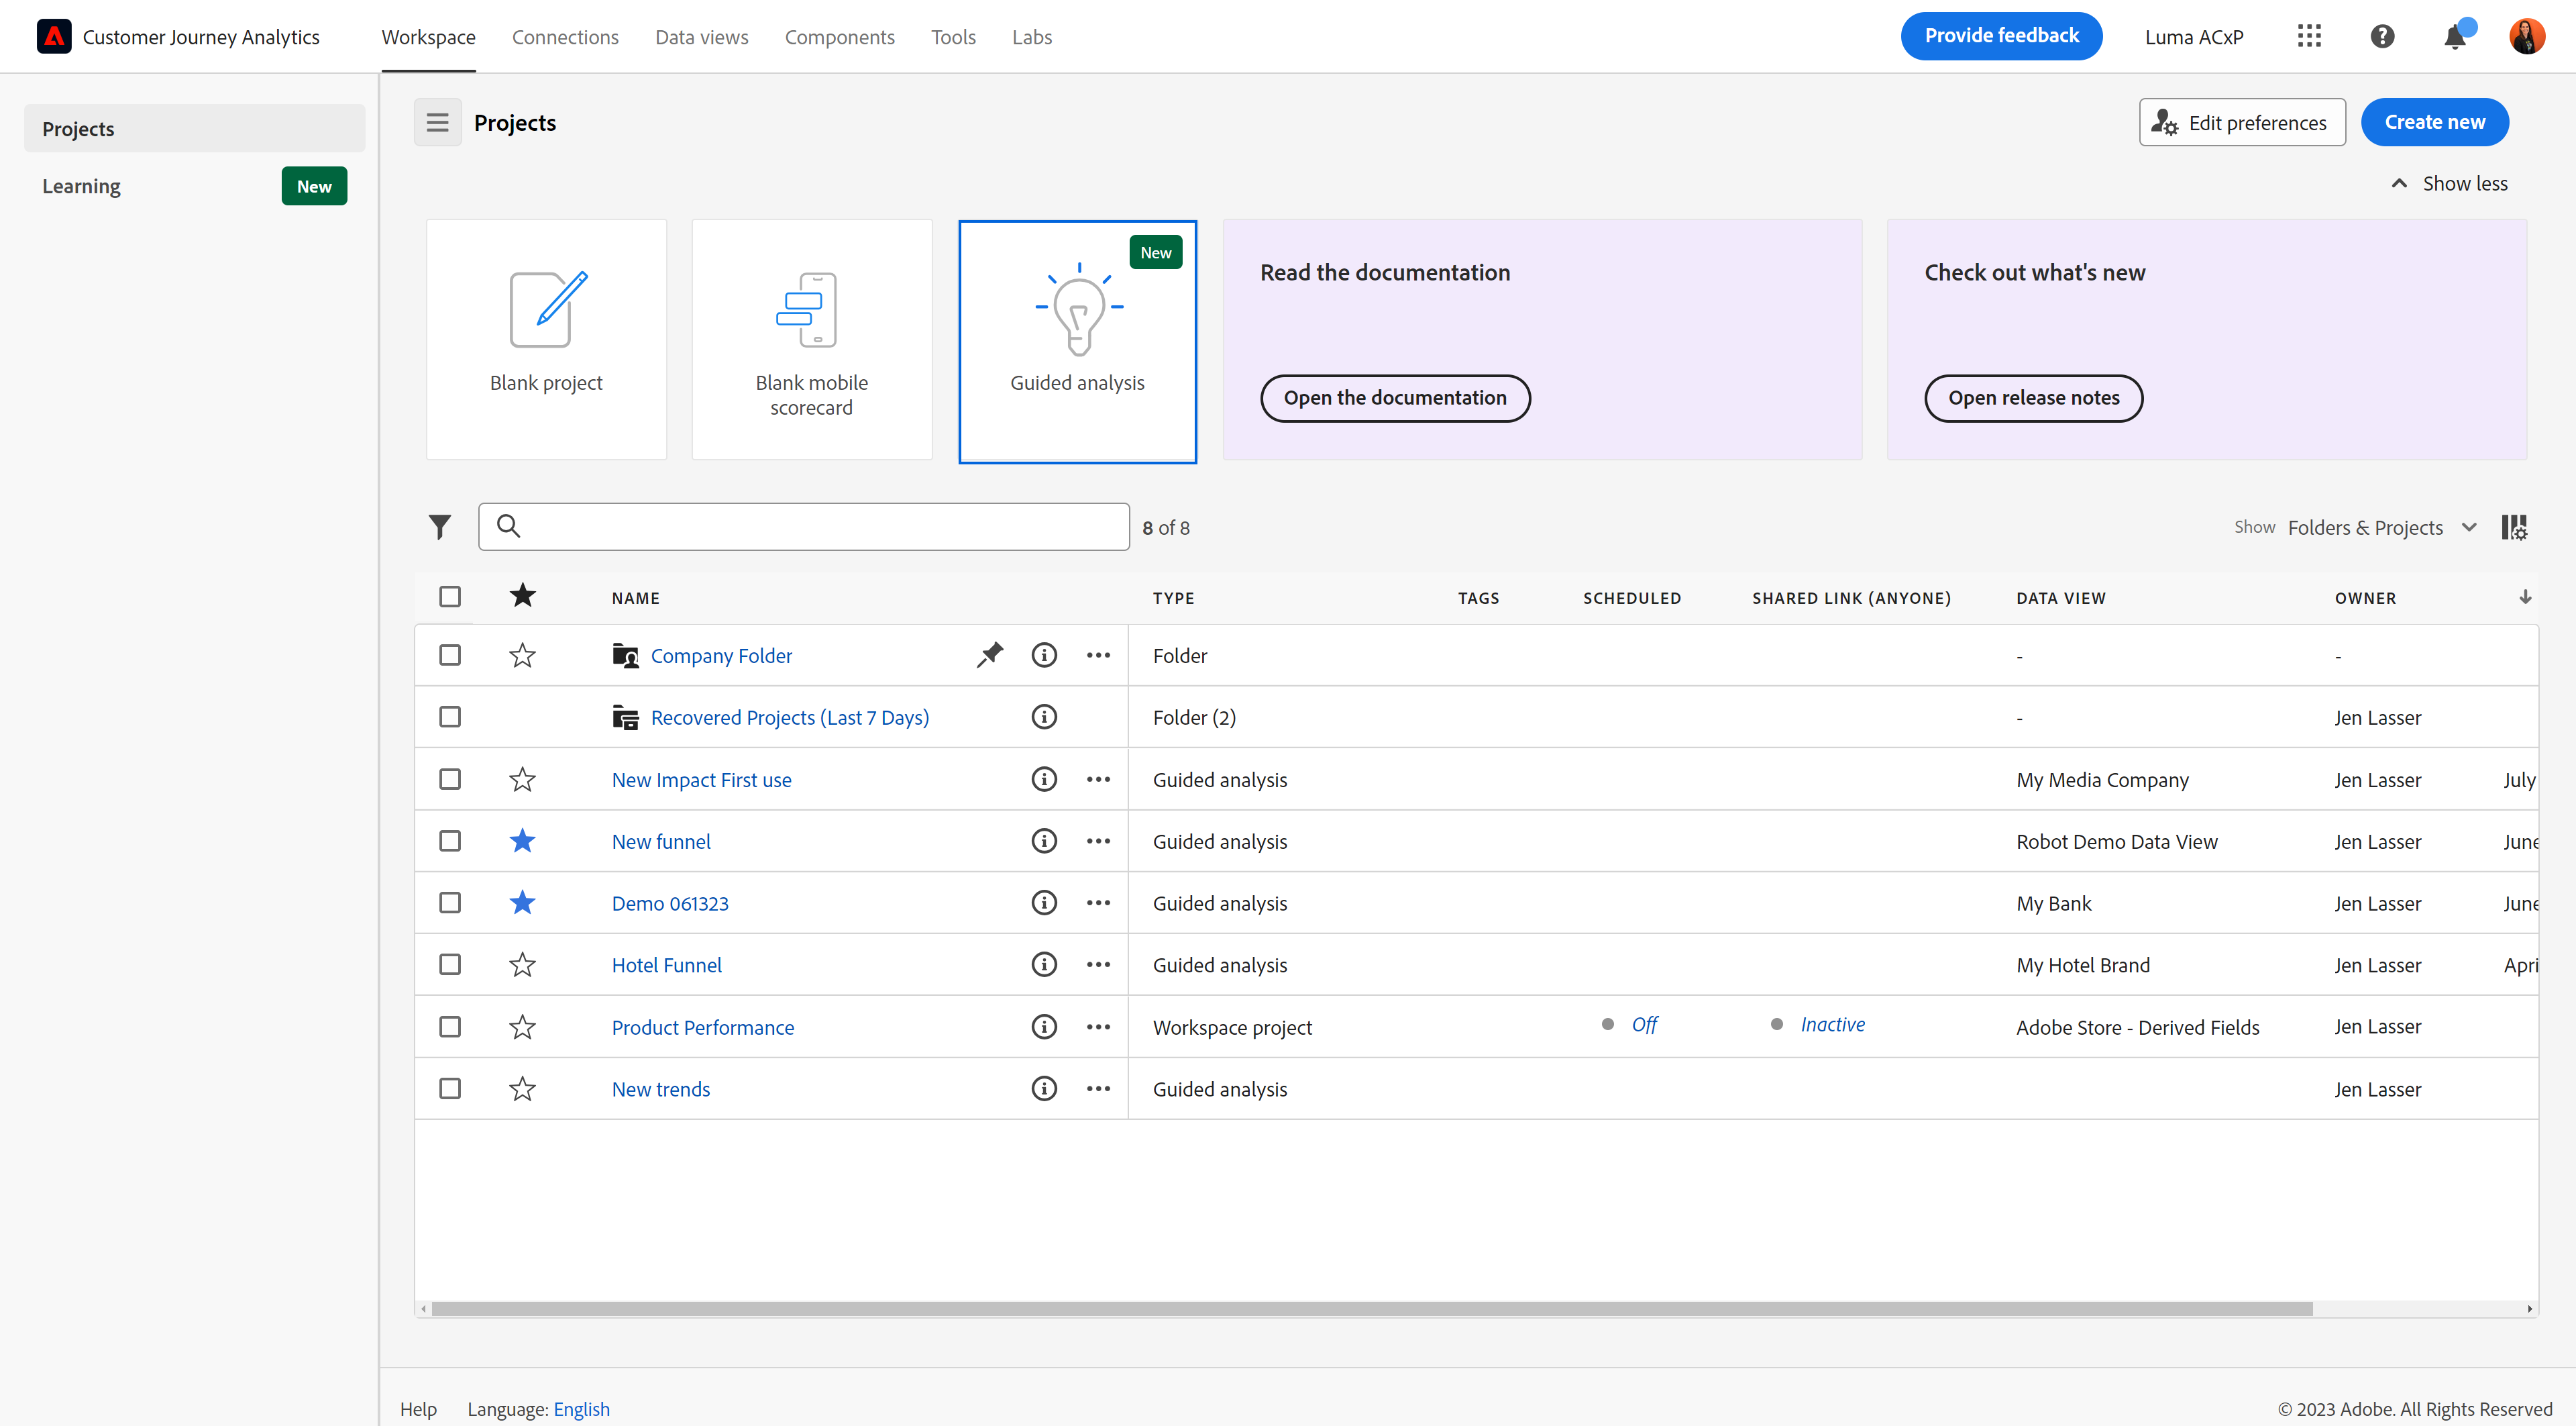 Customer Journey Analytics Workspace Connections Data views Components Tools Labs Provide feedback Luma ACxP
Projects
Learning New
Projects Edit preferences Create new
Show less
New
Blank project
Blank mobile
scorecard
Guided analysis
Read the documentation
Open the documentation
Check out what's new
Open release notes
8 of 8 Show Folders & Projects
NAME TYPE TAGS SCHEDULED SHARED LINK (ANYONE) DATA VIEW OWNER
Company Folder Folder - -
Recovered Projects (Last 7 Days) Folder (2) - Jen Lasser
New Impact First use Guided analysis My Media Company Jen Lasser July
New funnel Guided analysis Robot Demo Data View Jen Lasser June
Demo 061323 Guided analysis My Bank Jen Lasser June
Hotel Funnel Guided analysis My Hotel Brand Jen Lasser Apri
Product Performance Workspace project Off Inactive Adobe Store - Derived Fields Jen Lasser
New trends Guided analysis Jen Lasser
Help Language: English © 2023 Adobe. All Rights Reserved